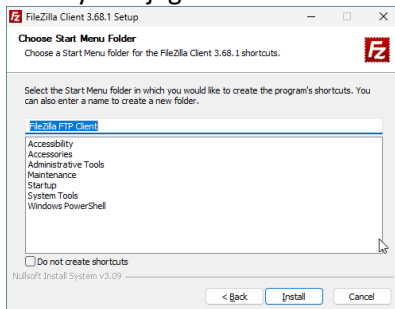 FileZilla Client 3.68.1 Setup
Choose Start Menu Folder
Choose a Start Menu folder for the FileZilla Client 3.68.1 shortcuts.
Select the Start Menu folder in which you would like to create the program's shortcuts. You
can also enter a name to create a new folder.
FileZilla FTP Client
Accessibility
Accessories
Administrative Tools
Maintenance
Startup
System Tools
Windows PowerShell
Do not create shortcuts
Nullsoft Install System v3.09
< Back
Install
Cancel